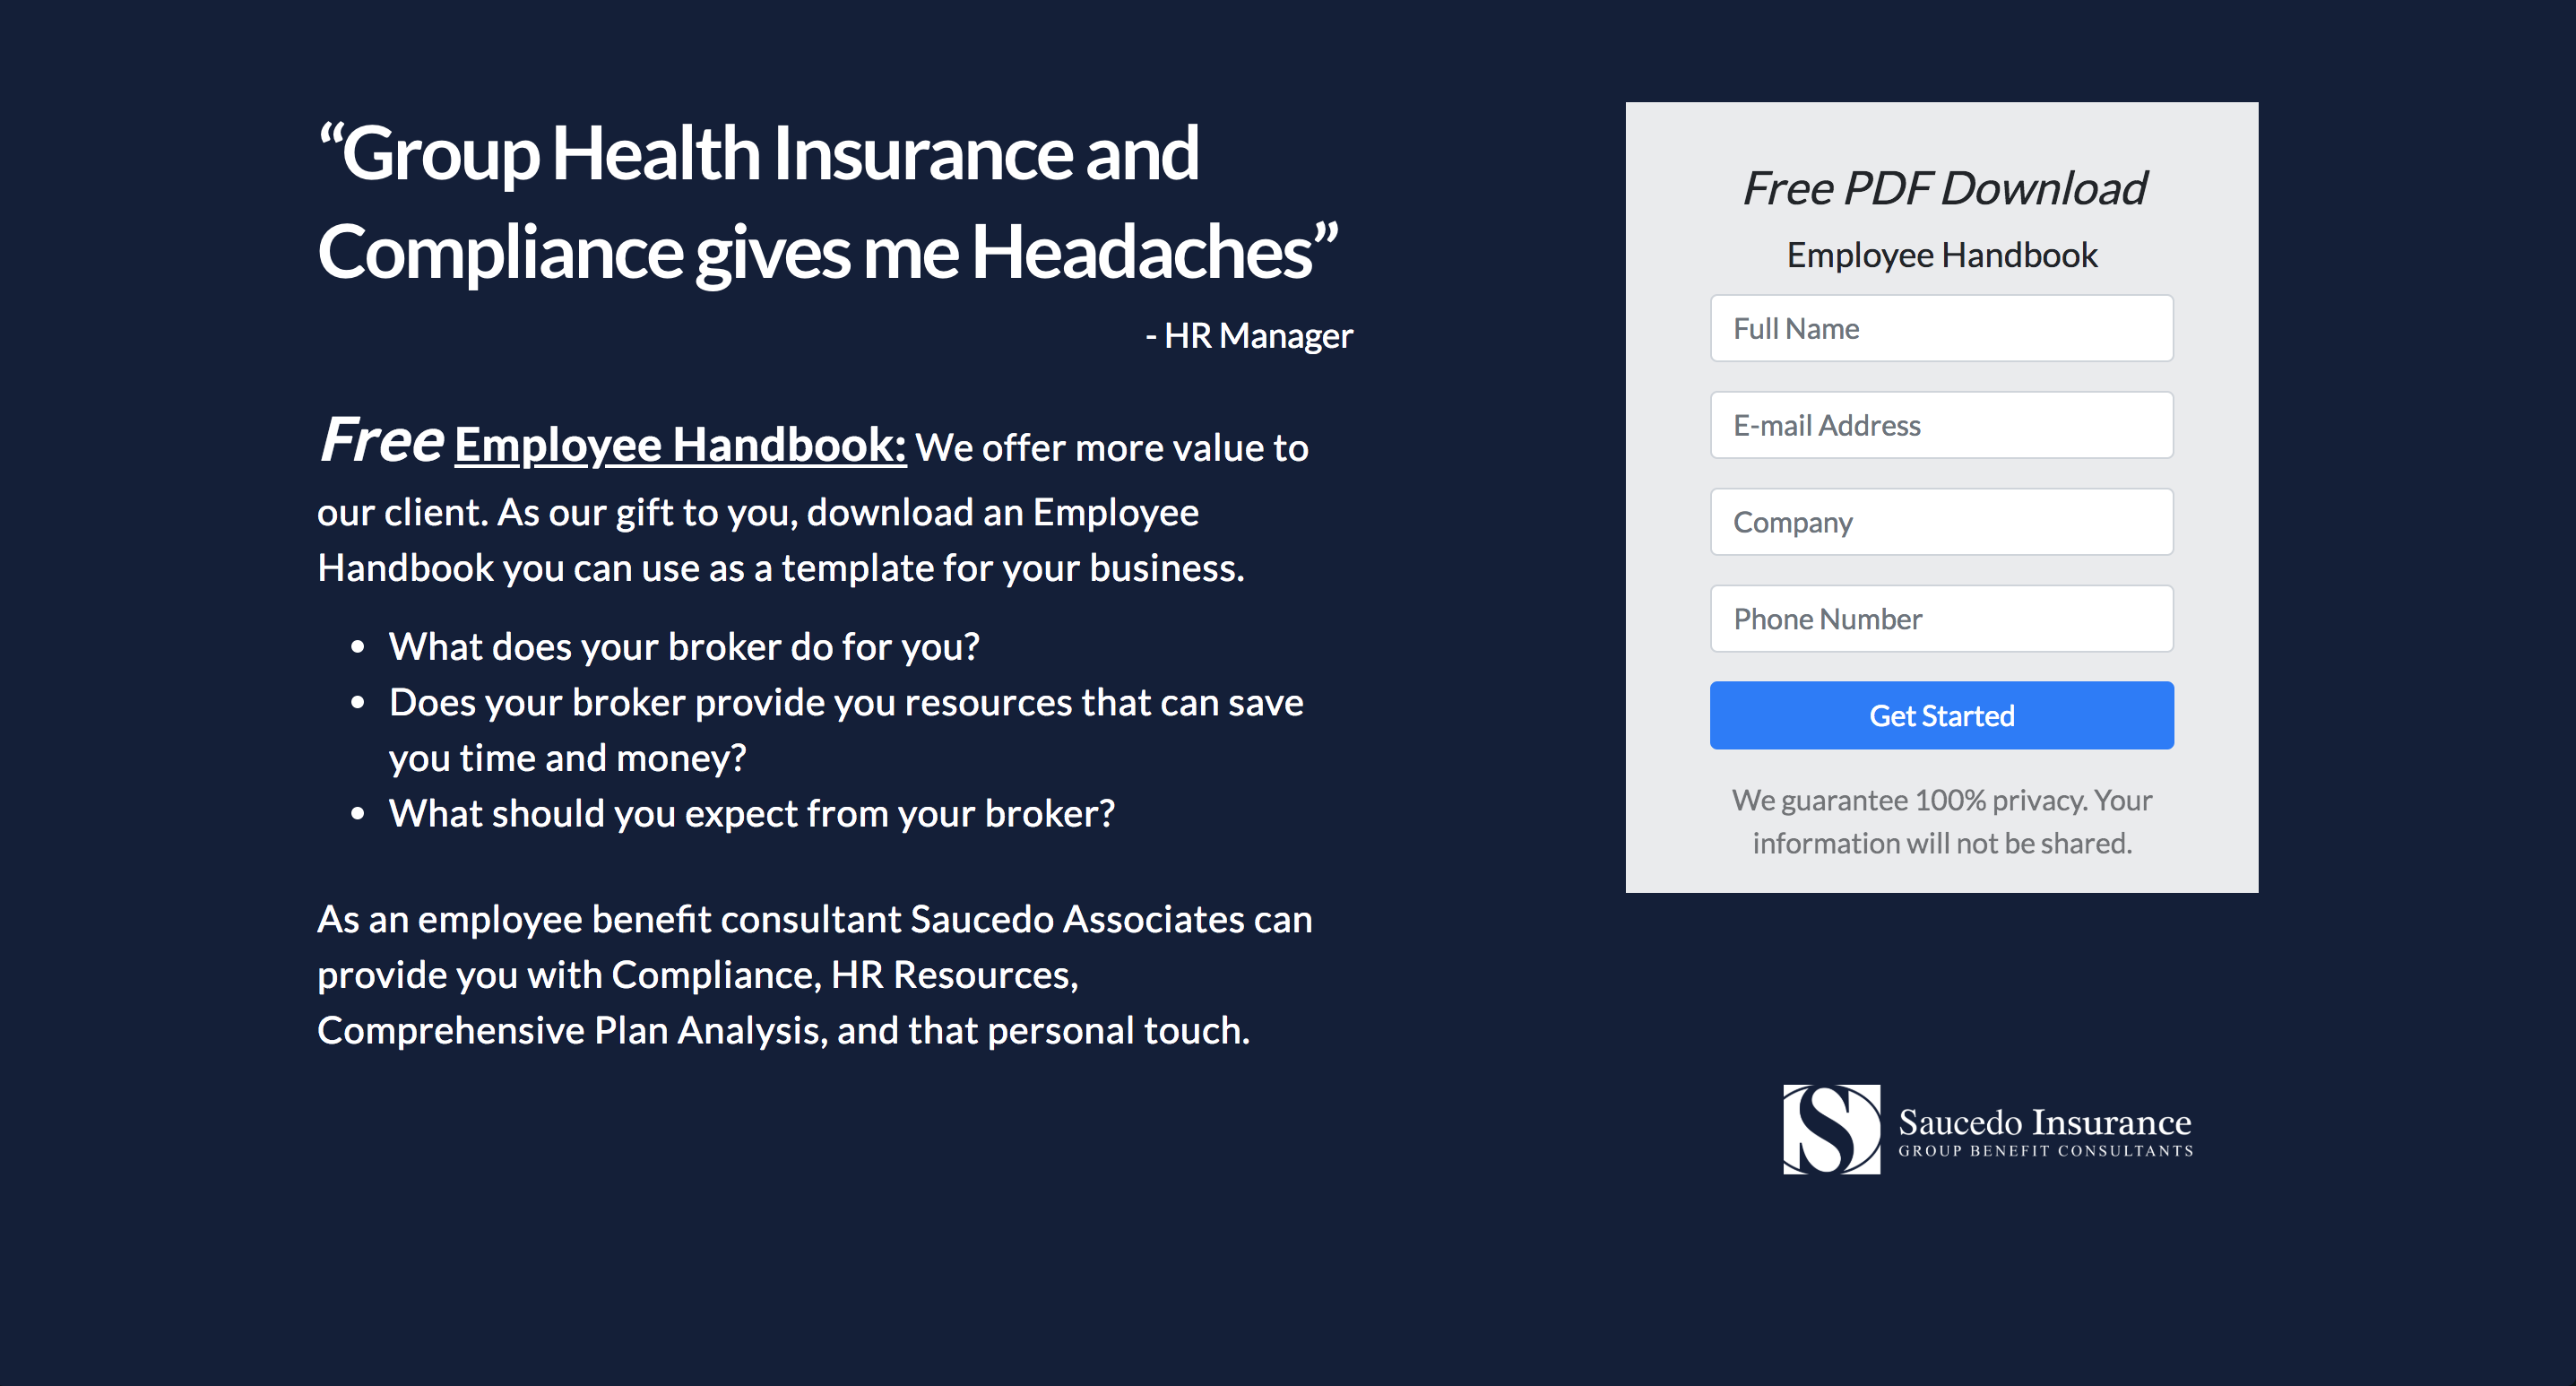 “Group Health Insurance and
Compliance gives me Headaches”
- HR Manager
Free Employee Handbook: We offer more value to
our client. As our gift to you, download an Employee
Handbook you can use as a template for your business.
• What does your broker do for you?
• Does your broker provide you resources that can save
you time and money?
• What should you expect from your broker?
As an employee benefit consultant Saucedo Associates can
provide you with Compliance, HR Resources,
Comprehensive Plan Analysis, and that personal touch.
Free PDF Download
Employee Handbook
Full Name
E-mail Address
Company
Phone Number
Get Started
We guarantee 100% privacy. Your
information will not be shared.
S
Saucedo Insurance
GROUP BENEFIT CONSULTANTS